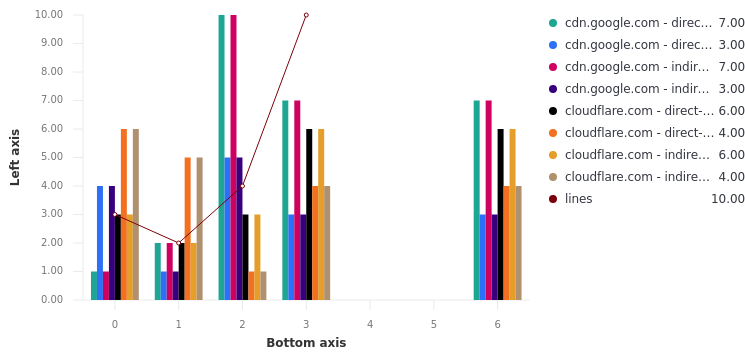 10.00
9.00
8.00
7.00
6.00
5.00
4.00
3.00
2.00
1.00
0.00
Left axis
0 1 2 3 4 5 6
Bottom axis
cdn.google.com - direc... 7.00
cdn.google.com - direc... 3.00
cdn.google.com - indir... 7.00
cdn.google.com - indir... 3.00
cloudflare.com - direct-... 6.00
cloudflare.com - direct-... 4.00
cloudflare.com - indire... 6.00
cloudflare.com - indire... 4.00
lines 10.00